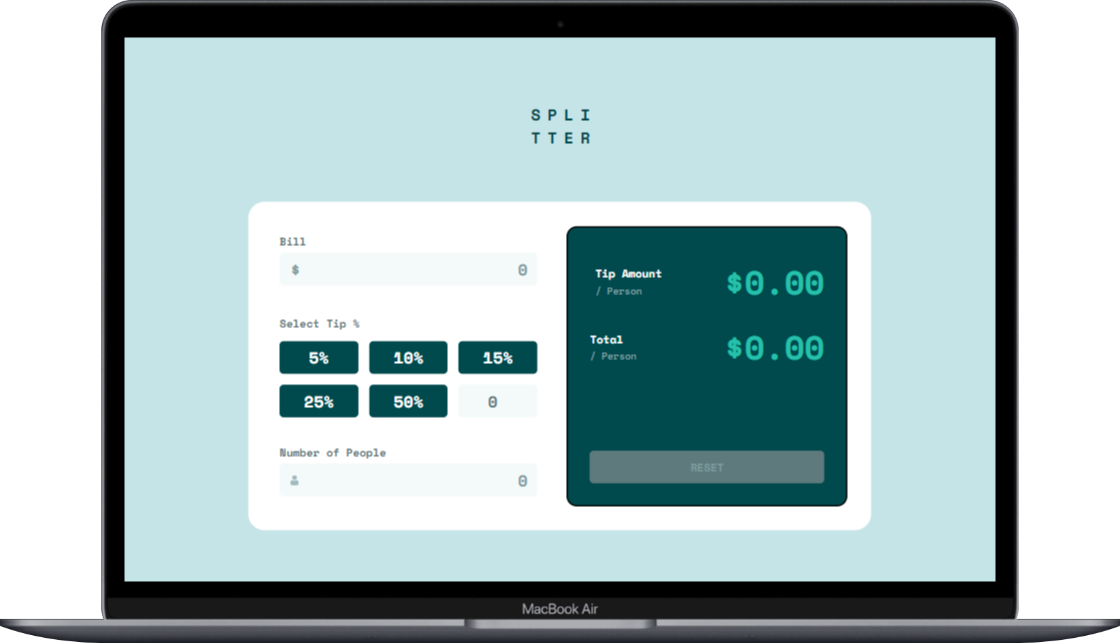 SPLI
TTER
Bill
$ 0
Select Tip %
5% 10% 15%
25% 50% 0
Number of People
0
Tip Amount
/ Person
$0.00
Total
/ Person
$0.00
RESET
MacBook Air